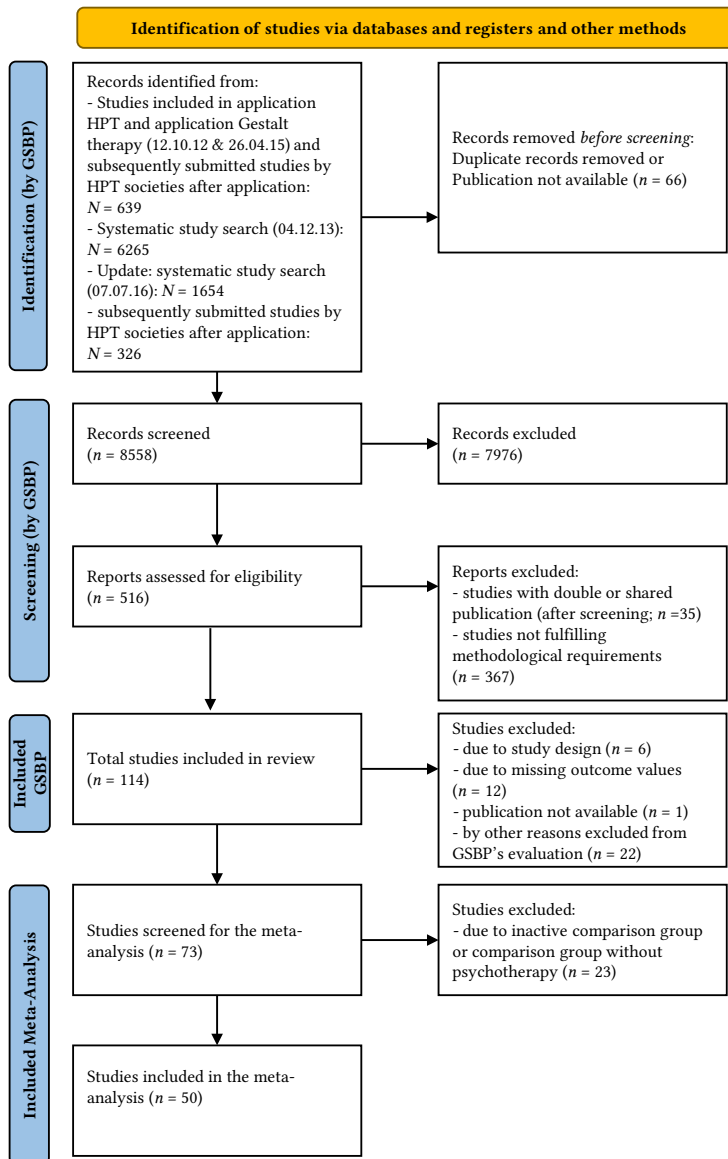 Identification of studies via databases and registers and other methods
Identification (by GSBP)
Records identified from:
- Studies included in application
HPT and application Gestalt
therapy (12.10.12 & 26.04.15) and
subsequently submitted studies by
HPT societies after application:
N = 639
- Systematic study search (04.12.13):
N = 6265
- Update: systematic study search
(07.07.16): N = 1654
- subsequently submitted studies by
HPT societies after application:
N = 326
Records removed before screening:
Duplicate records removed or
Publication not available (n = 66)
Screening (by GSBP)
Records screened
(n = 8558)
Records excluded
(n = 7976)
Reports assessed for eligibility
(n = 516)
Reports excluded:
- studies with double or shared
publication (after screening; n =35)
- studies not fulfilling
methodological requirements
(n = 367)
Included
GSBP
Total studies included in review
(n = 114)
Studies excluded:
- due to study design (n = 6)
- due to missing outcome values
(n = 12)
- publication not available (n = 1)
- by other reasons excluded from
GSBP's evaluation (n = 22)
Included Meta-Analysis
Studies screened for the meta-
analysis (n = 73)
Studies excluded:
- due to inactive comparison group
or comparison group without
psychotherapy (n = 23)
Studies included in the meta-
analysis (n = 50)